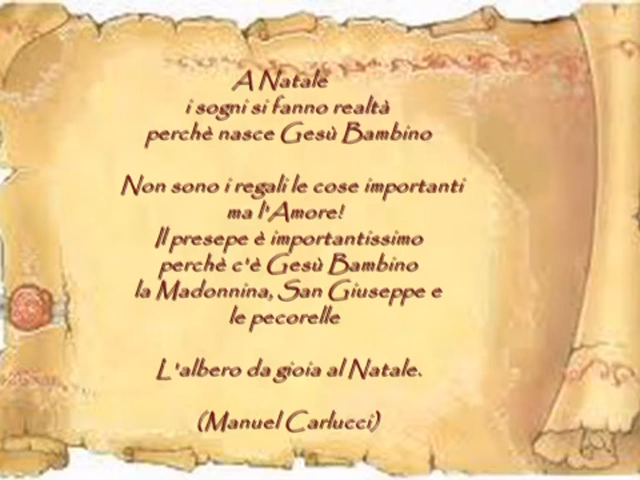 A Natale
i sogni si fanno realtà
perchè nasce Gesù Bambino
Non sono i regali le cose importanti
ma l'Amore!
Il presepe è importantissimo
perchè c'è Gesù Bambino
la Madonnina, San Giuseppe e
le pecorelle
L'albero da gioia al Natale.
(Manuel Carlucci)